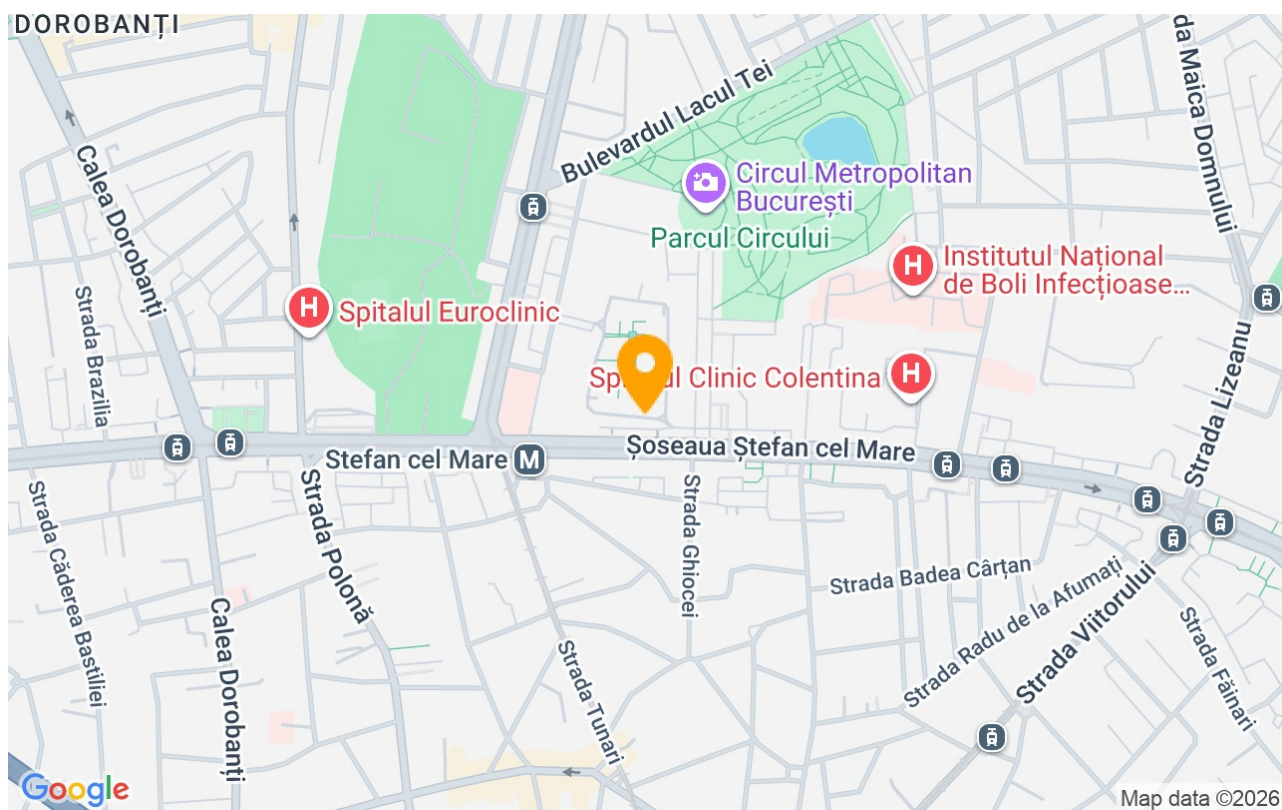 DOROBANȚI
Calea Dorobanți
Strada Brazilia
Bulevardul Lacul Tei
Circul Metropolitan
București
Parcul Circului
da Maica Domnului
H
Institutul Național
de Boli Infecțioase...
H
Spitalul Euroclinic
Clinic Colentina
H
Strada Lizeanu
Stefan cel Mare
M
Șoseaua Ștefan cel Mare
Strada Căderea Bastiliei
Strada Polonă
Strada Ghiocei
Strada Badea Cârțan
Strada Radu de la Afumați
Strada Viitorului
Strada Făinari
Calea Dorobanți
Strada Tunari
Google
Map data ©2026